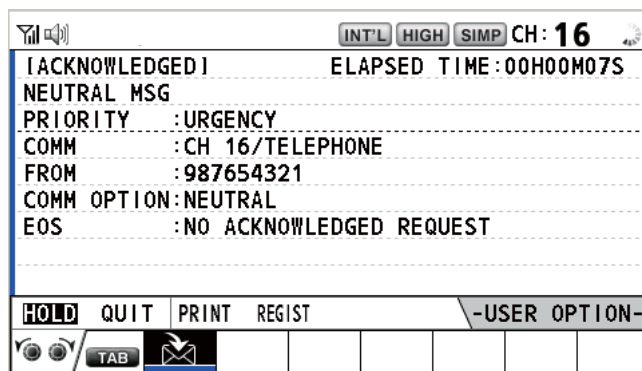 INT'L HIGH SIMP CH: 16
[ACKNOWLEDGED] ELAPSED TIME:00H00M07S
NEUTRAL MSG
PRIORITY :URGENCY
COMM :CH 16/TELEPHONE
FROM :987654321
COMM OPTION:NEUTRAL
EOS :NO ACKNOWLEDGED REQUEST
HOLD QUIT PRINT REGIST -USER OPTION-
TAB